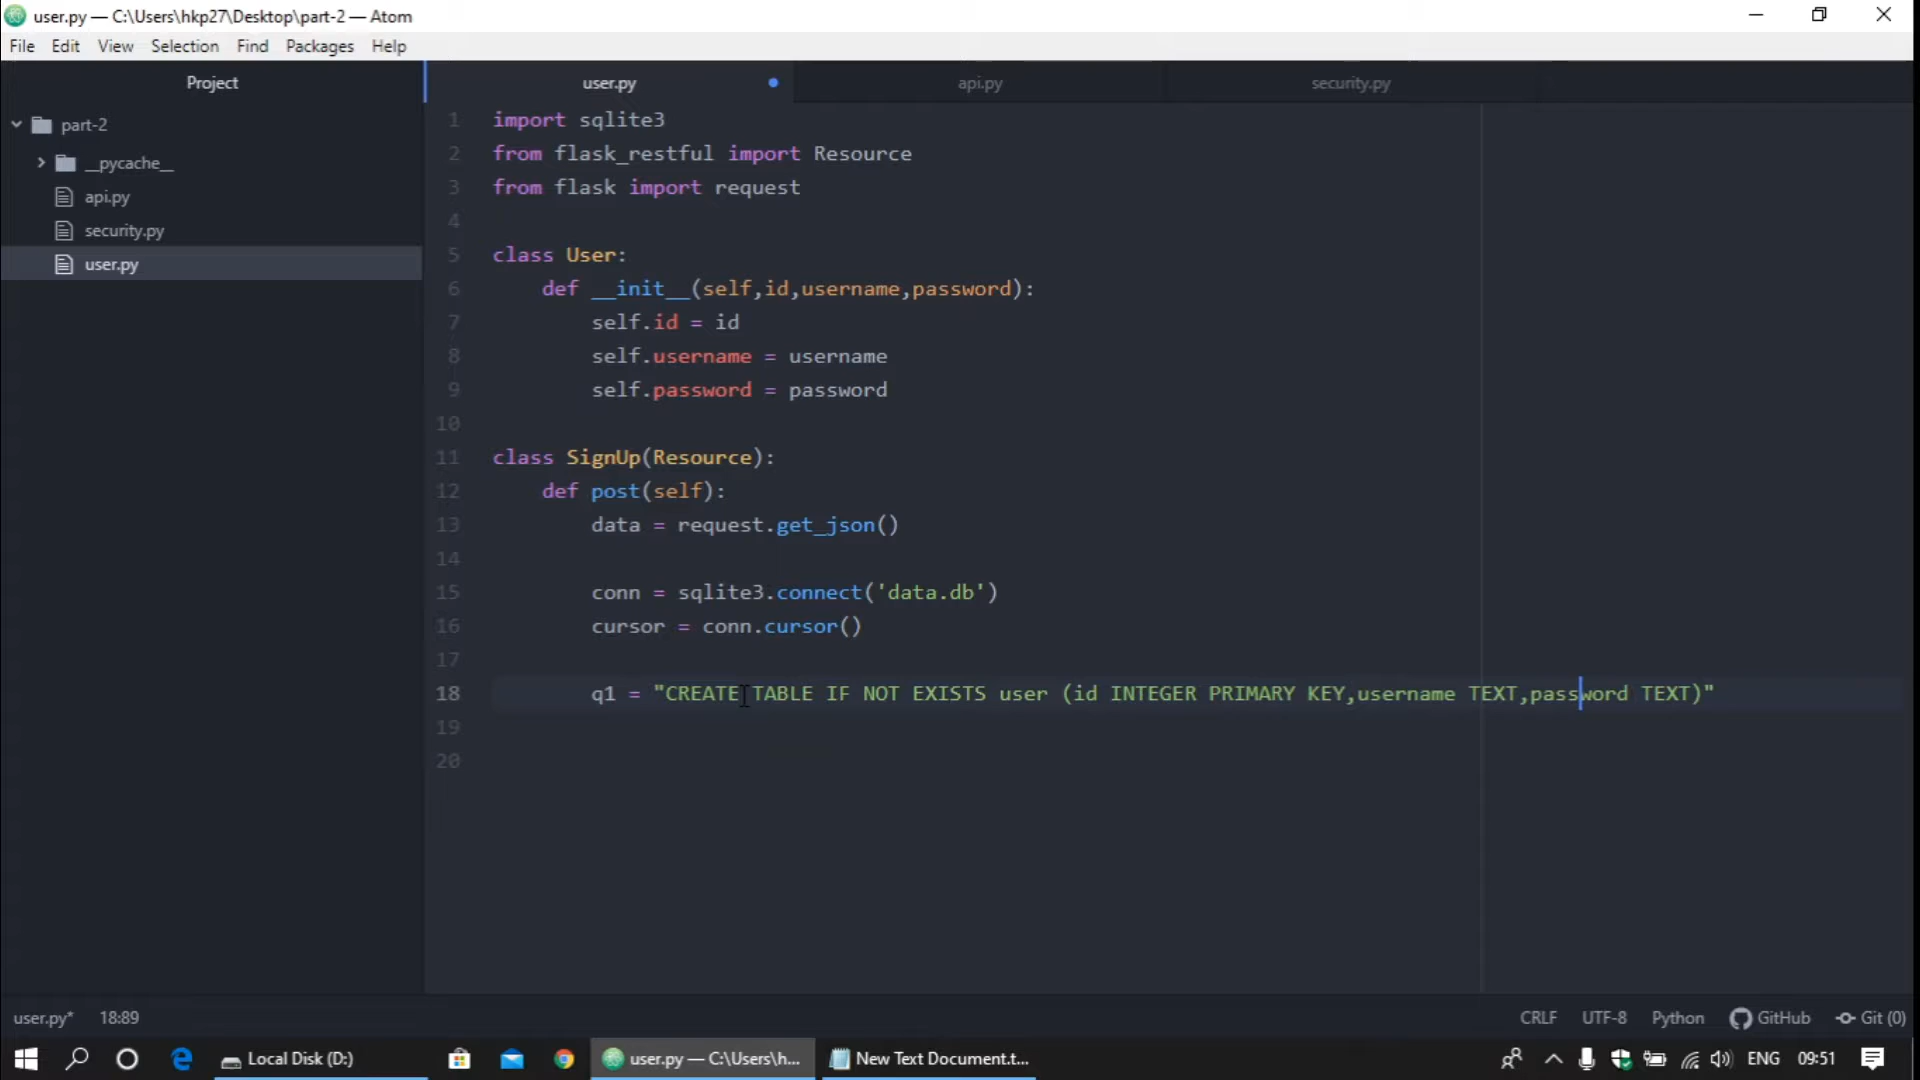 user.py — C:\Users\hkp27\Desktop\part-2 — Atom
File Edit View Selection Find Packages Help
Project
user.py api.py security.py
part-2
__pycache__
api.py
security.py
user.py
1 import sqlite3
2 from flask_restful import Resource
3 from flask import request
4
5 class User:
6 def __init__(self,id,username,password):
7 self.id = id
8 self.username = username
9 self.password = password
10
11 class SignUp(Resource):
12 def post(self):
13 data = request.get_json()
14
15 conn = sqlite3.connect('data.db')
16 cursor = conn.cursor()
17
18 q1 = "CREATE TABLE IF NOT EXISTS user (id INTEGER PRIMARY KEY,username TEXT,password TEXT)"
19
20
user.py* 18:89 CRLF UTF-8 Python GitHub Git (0)
Local Disk (D:) user.py — C:\Users\h... New Text Document.t... ENG 09:51